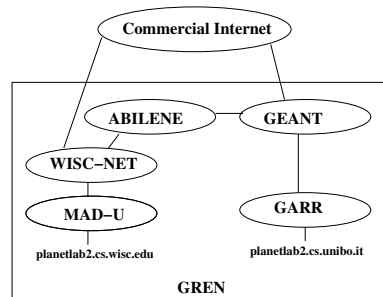 Commercial Internet
ABILENE
GEANT
WISC–NET
MAD–U
GARR
planetlab2.cs.wisc.edu
planetlab2.cs.unibo.it
GREN